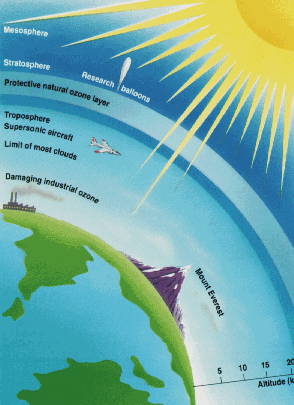 Mesosphere
Stratosphere
Research balloons
Protective natural ozone layer
Troposphere
Supersonic aircraft
Limit of most clouds
Damaging industrial ozone
Mount Everest
5 10 15 20
Altitude (k